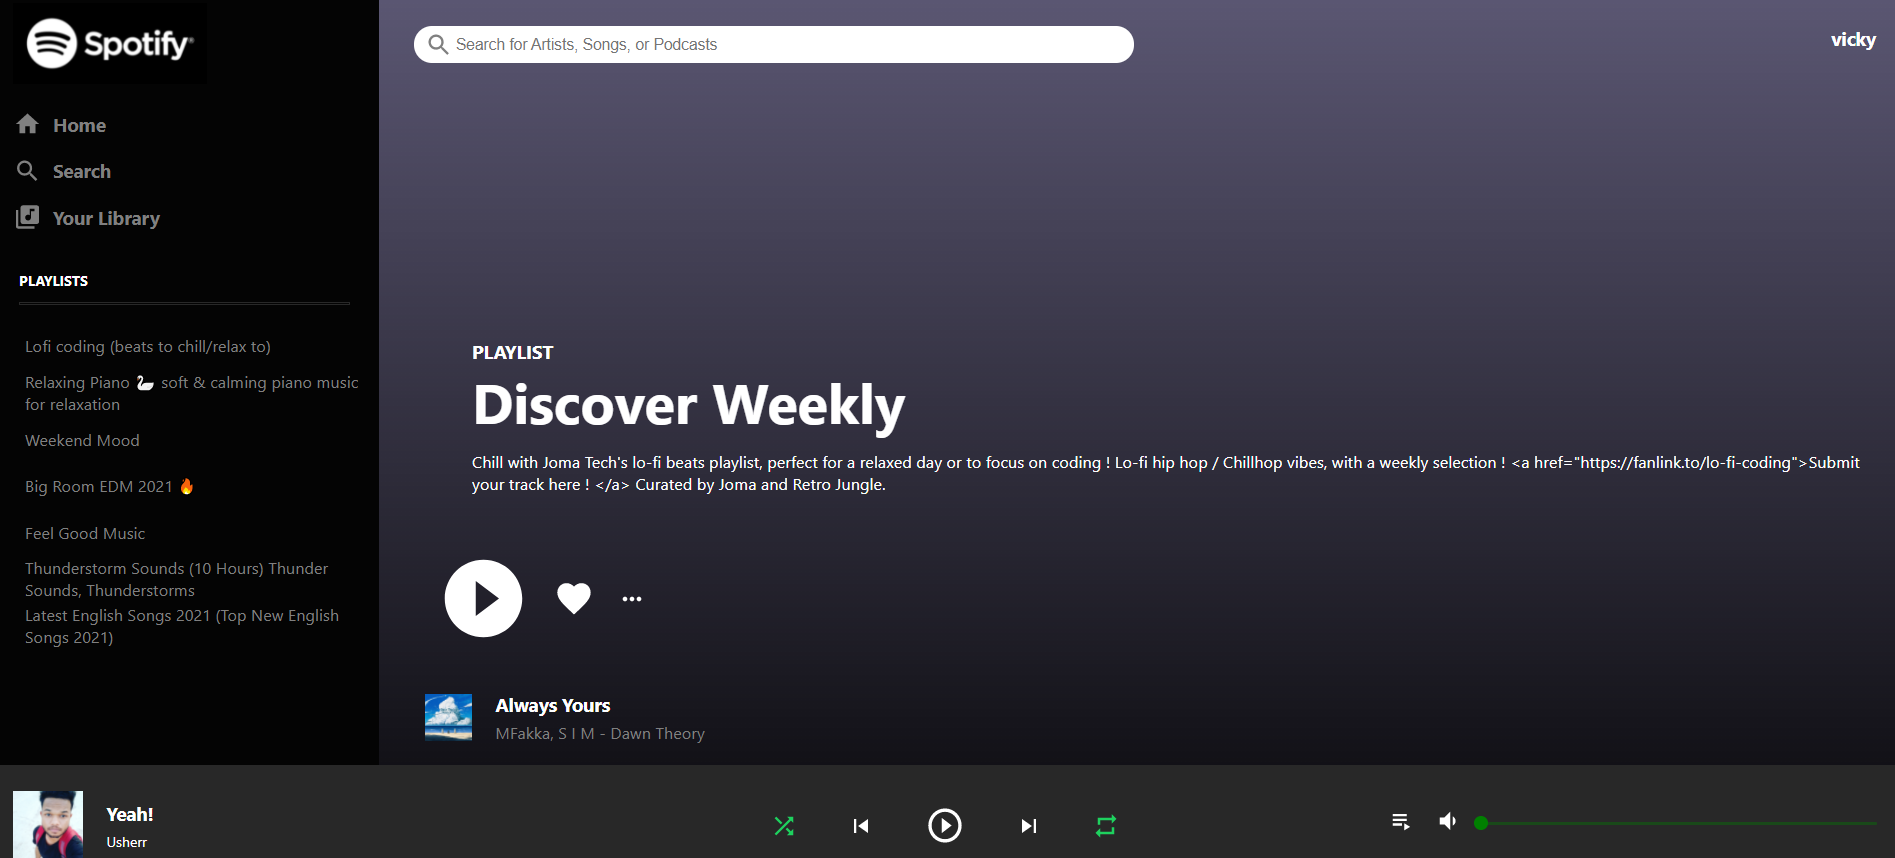 Spotify®
Search for Artists, Songs, or Podcasts
vicky
Home
Search
Your Library
PLAYLISTS
Lofi coding (beats to chill/relax to)
Relaxing Piano 🦢 soft & calming piano music
for relaxation
Weekend Mood
Big Room EDM 2021 🔥
Feel Good Music
Thunderstorm Sounds (10 Hours) Thunder
Sounds, Thunderstorms
Latest English Songs 2021 (Top New English
Songs 2021)
PLAYLIST
Discover Weekly
Chill with Joma Tech's lo-fi beats playlist, perfect for a relaxed day or to focus on coding ! Lo-fi hip hop / Chillhop vibes, with a weekly selection ! <a href="https://fanlink.to/lo-fi-coding">Submit
your track here ! </a> Curated by Joma and Retro Jungle.
Always Yours
MFakka, S I M - Dawn Theory
Yeah!
Usherr